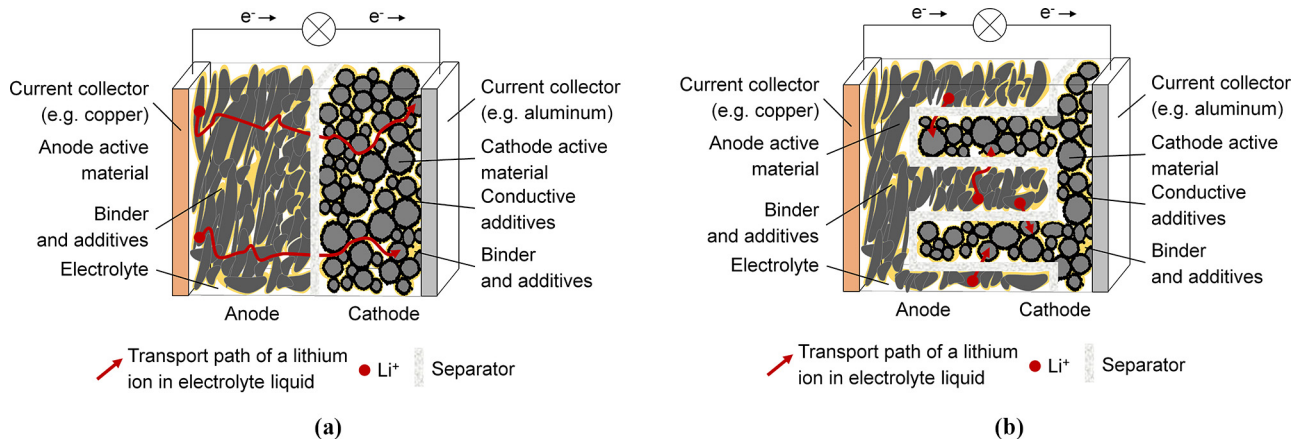 e⁻ → e⁻ →
Current collector
(e.g. copper)
Anode active
material
Binder
and additives
Electrolyte
Separator
Current collector
(e.g. aluminum)
Cathode active
material
Conductive
additives
Binder
and additives
Anode Cathode
Transport path of a lithium
ion in electrolyte liquid
Li⁺
Separator
(a)
e⁻ → e⁻ →
Current collector
(e.g. copper)
Anode active
material
Binder
and additives
Electrolyte
Separator
Current collector
(e.g. aluminum)
Cathode active
material
Conductive
additives
Binder
and additives
Anode Cathode
Transport path of a lithium
ion in electrolyte liquid
Li⁺
Separator
(b)